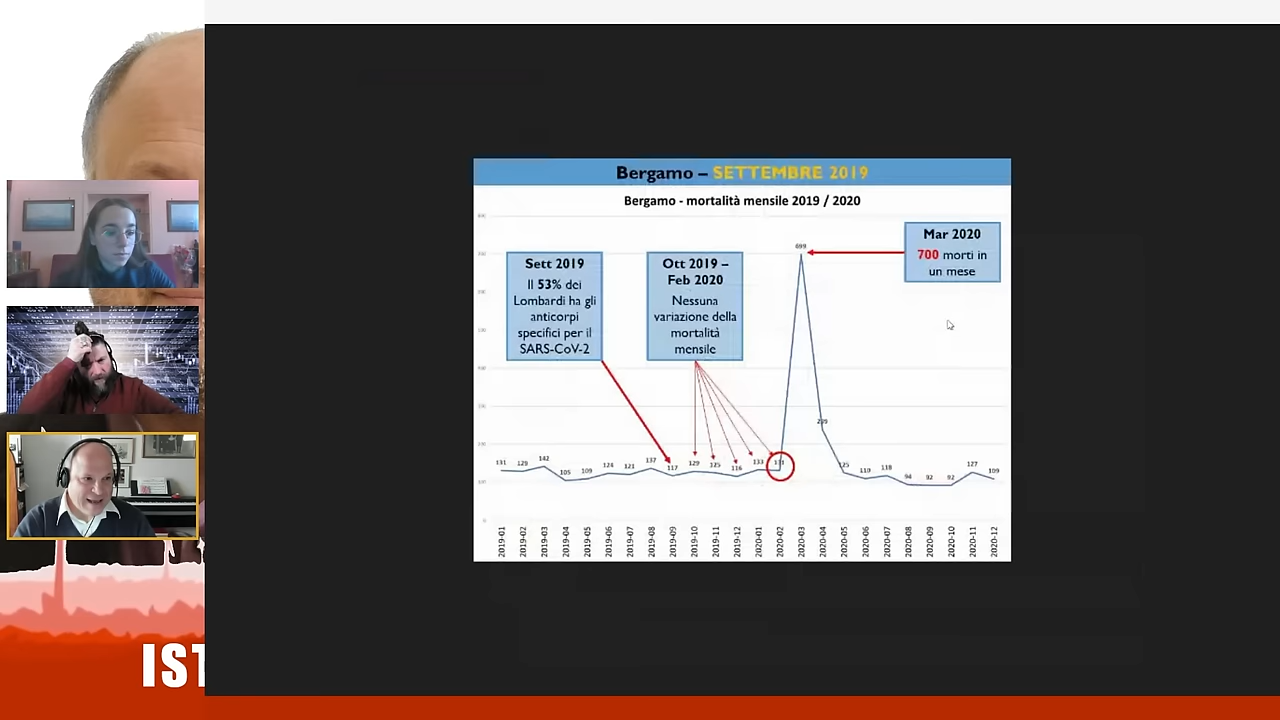 Bergamo – SETTEMBRE 2019
Bergamo - mortalità mensile 2019 / 2020
Mar 2020
700 morti in
un mese
Sett 2019
Il 53% dei
Lombardi ha gli
anticorpi
specifici per il
SARS-CoV-2
Ott 2019 –
Feb 2020
Nessuna
variazione della
mortalità
mensile
699
131 129 142 105 109 124 121 137 117 129 125 116 133 125 110 118 94 92 92 127 109
2019-01 2019-02 2019-03 2019-04 2019-05 2019-06 2019-07 2019-08 2019-09 2019-10 2019-11 2019-12 2020-01 2020-02 2020-03 2020-04 2020-05 2020-06 2020-07 2020-08 2020-09 2020-10 2020-11 2020-12
IST